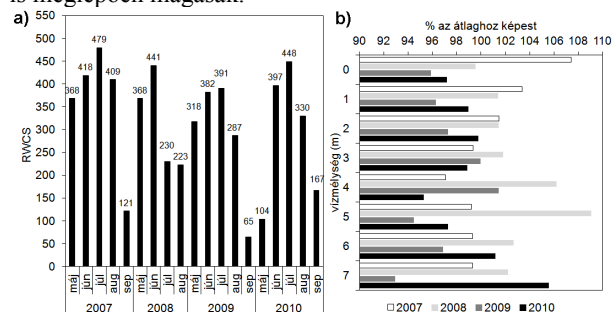 is meglepően magasak.
a)
550
500
450
400
350
300
250
200
150
100
50
0
RWCS
368 418 479 409 121 368 441 230 223 318 382 391 287 65 104 397 448 330 167
máj jún júl aug sep máj jún júl aug máj jún júl aug sep máj jún júl aug sep
2007 2008 2009 2010
b)
% az átlaghoz képest
90 92 94 96 98 100 102 104 106 108 110
vízmélység (m)
0
1
2
3
4
5
6
7
2007 2008 2009 2010